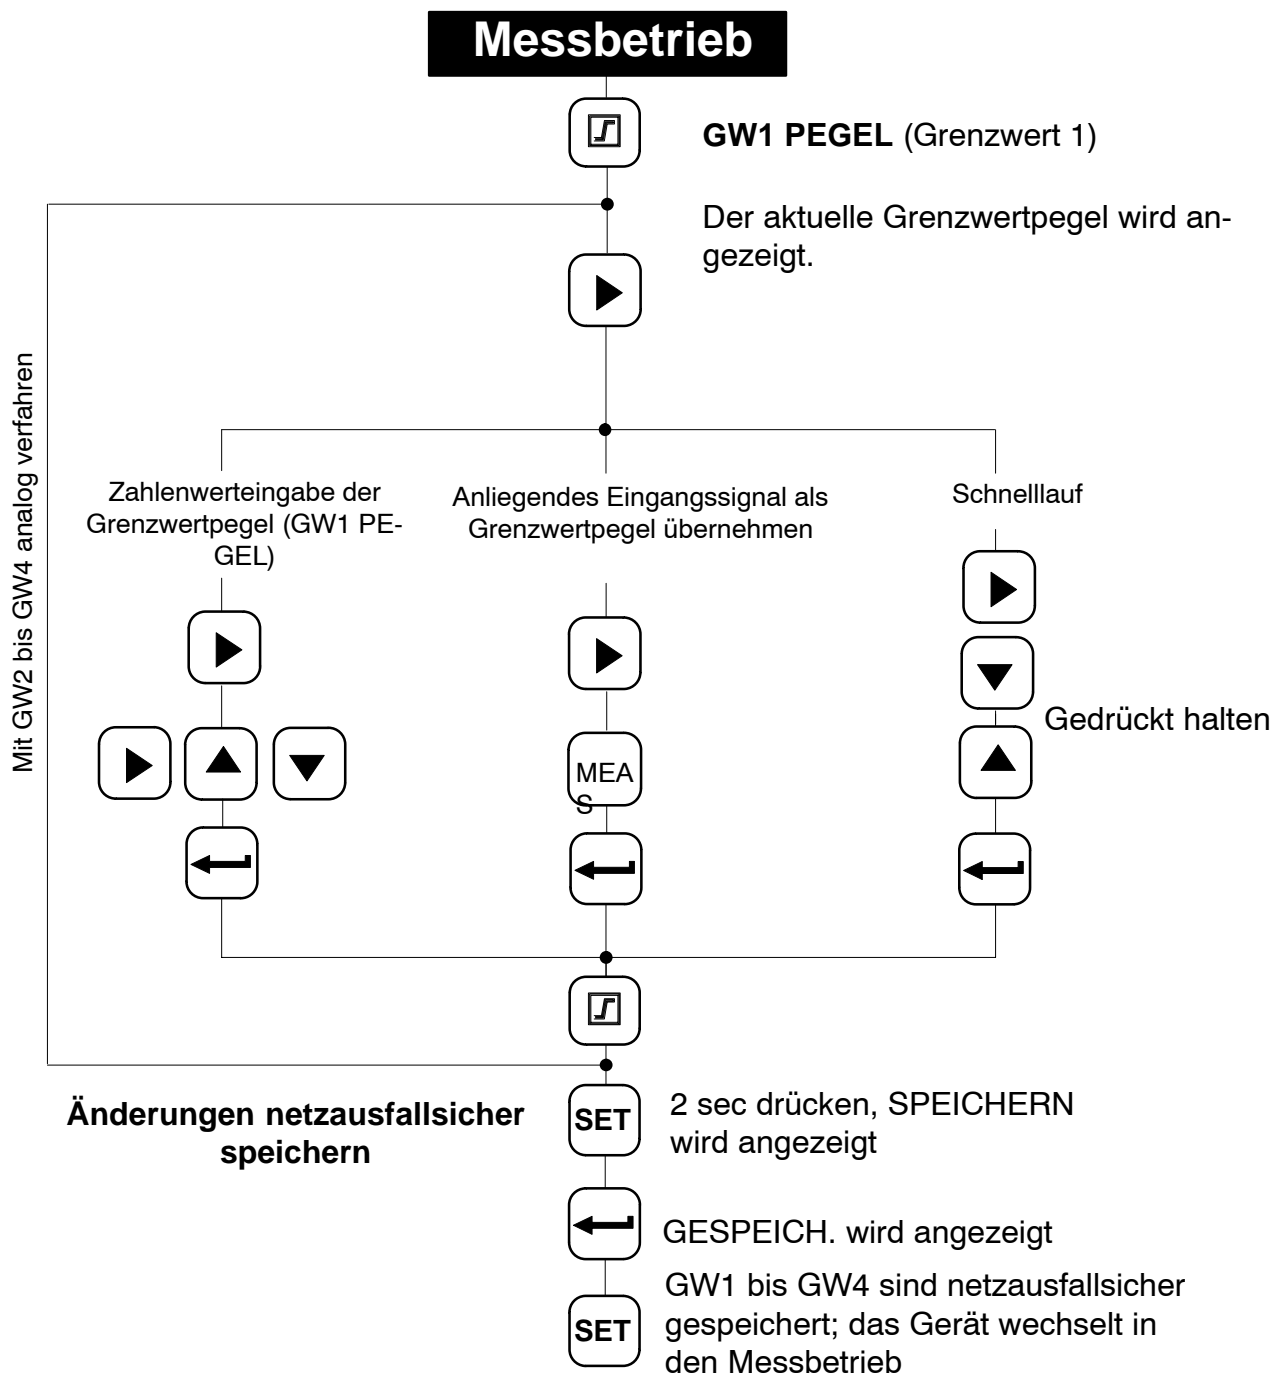 Messbetrieb
GW1 PEGEL (Grenzwert 1)
Der aktuelle Grenzwertpegel wird an-
gezeigt.
Mit GW2 bis GW4 analog verfahren
Zahlenwerteingabe der
Grenzwertpegel (GW1 PE-
GEL)
Anliegendes Eingangssignal als
Grenzwertpegel übernehmen
Schnelllauf
Gedrückt halten
MEA
S
Änderungen netzausfallsicher
speichern
SET
2 sec drücken, SPEICHERN
wird angezeigt
GESPEICH. wird angezeigt
SET
GW1 bis GW4 sind netzausfallsicher
gespeichert; das Gerät wechselt in
den Messbetrieb